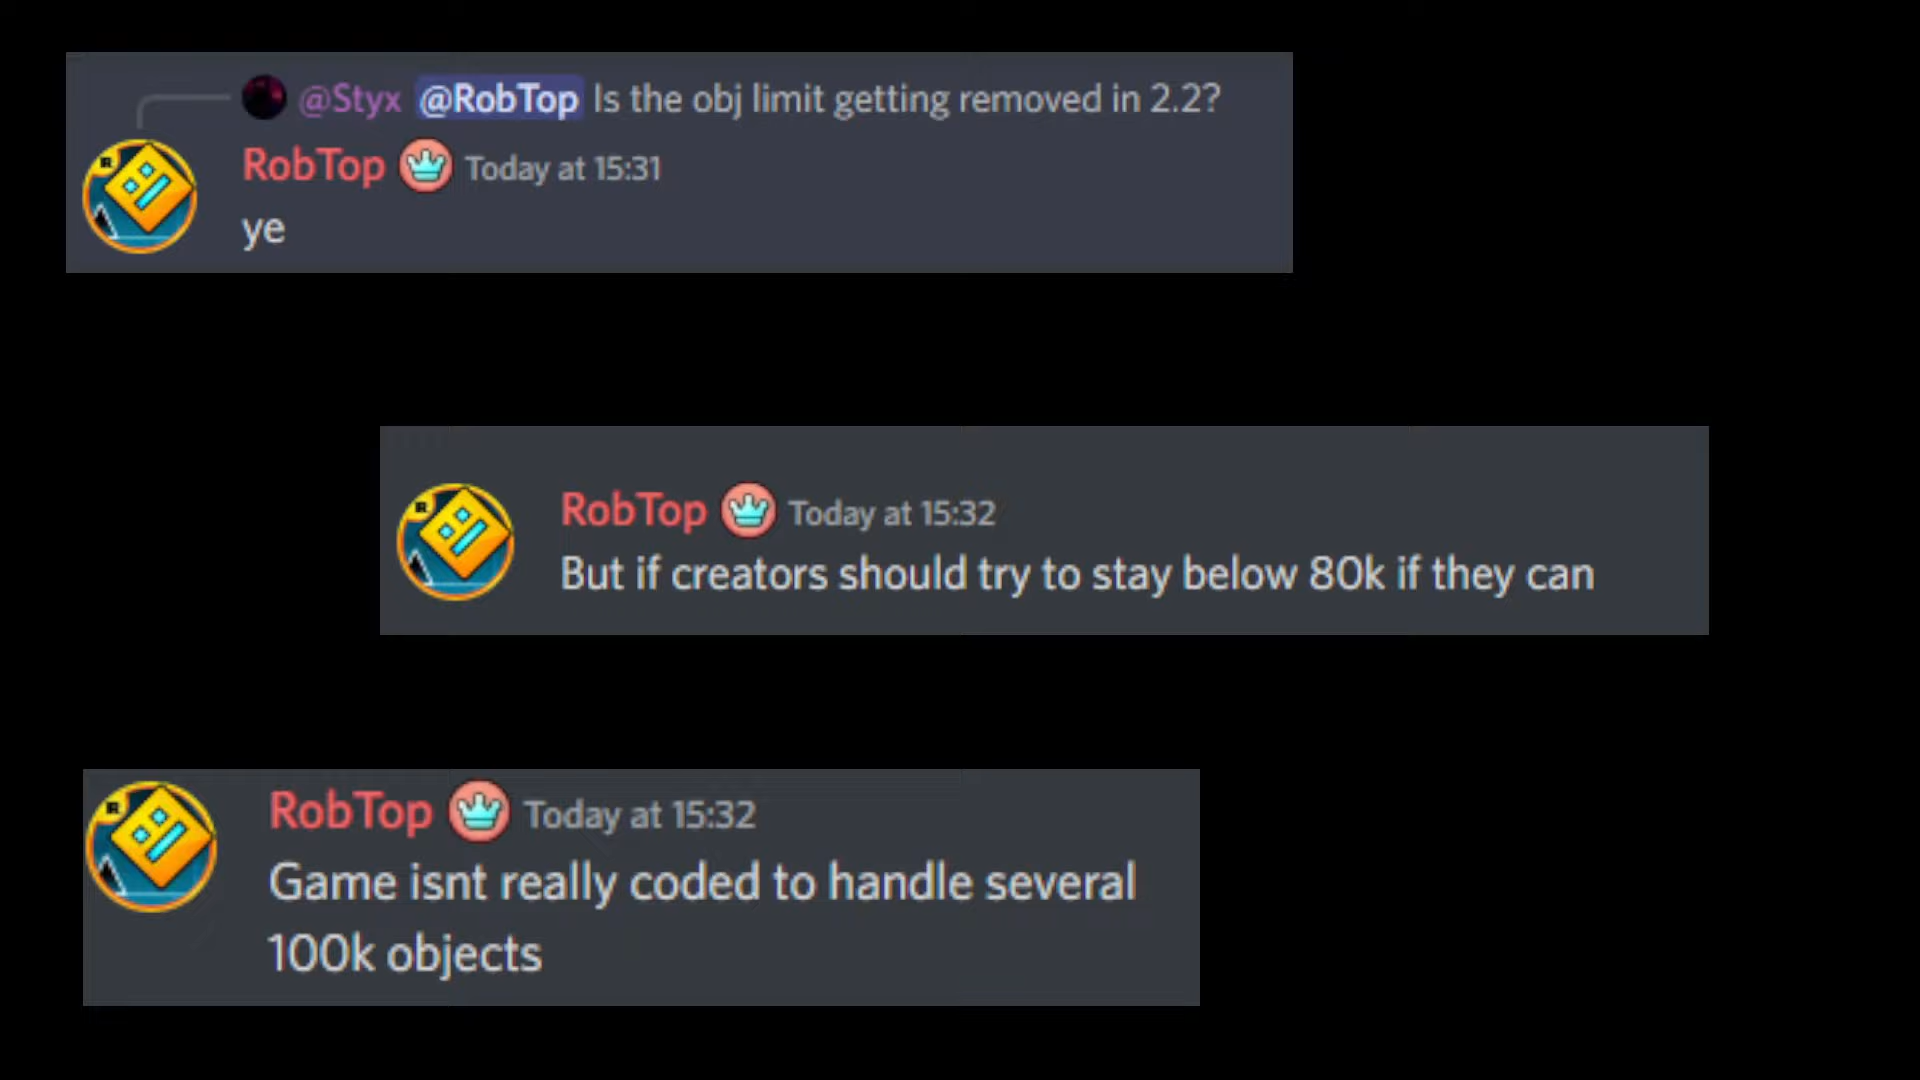 @Styx @RobTop Is the obj limit getting removed in 2.2?
RobTop Today at 15:31
ye
RobTop Today at 15:32
But if creators should try to stay below 80k if they can
RobTop Today at 15:32
Game isnt really coded to handle several
100k objects